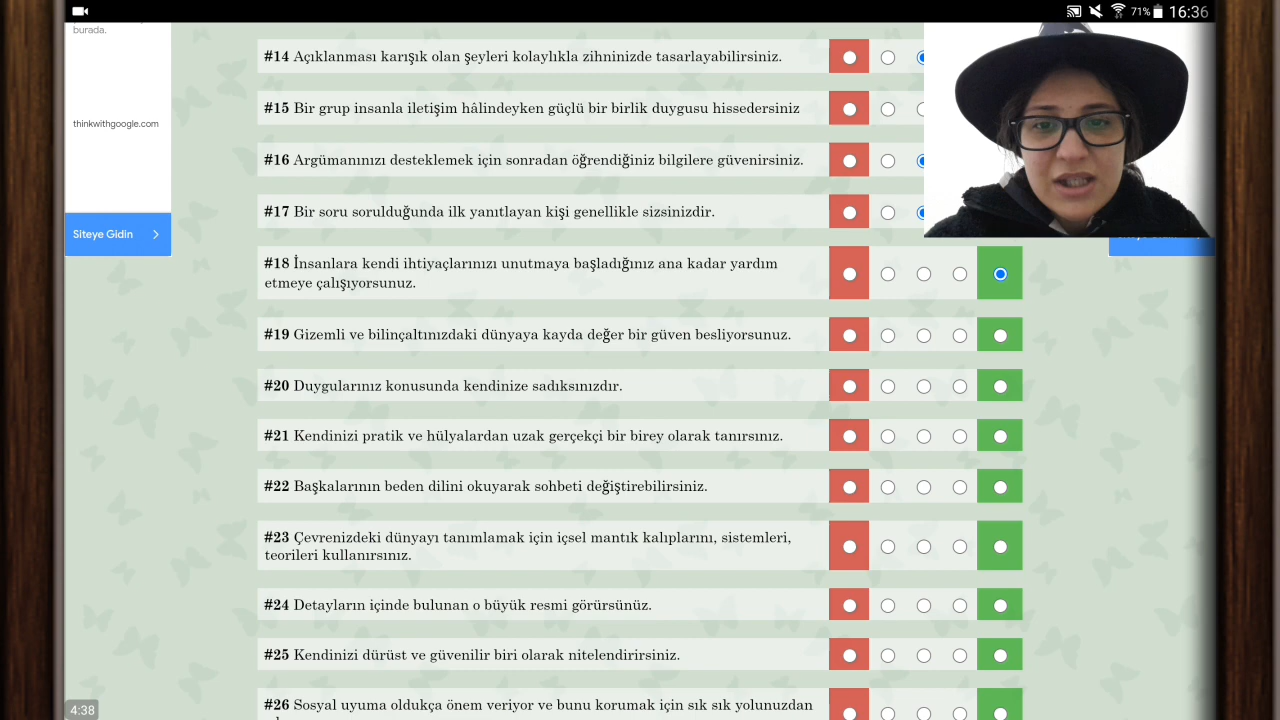 71% 16:36
burada.
thinkwithgoogle.com
Siteye Gidin
#14 Açıklanması karışık olan şeyleri kolaylıkla zihninizde tasarlayabilirsiniz.
#15 Bir grup insanla iletişim hâlindeyken güçlü bir birlik duygusu hissedersiniz
#16 Argümanınızı desteklemek için sonradan öğrendiğiniz bilgilere güvenirsiniz.
#17 Bir soru sorulduğunda ilk yanıtlayan kişi genellikle sizsinizdir.
#18 İnsanlara kendi ihtiyaçlarınızı unutmaya başladığınız ana kadar yardım
etmeye çalışıyorsunuz.
#19 Gizemli ve bilinçaltınızdaki dünyaya kayda değer bir güven besliyorsunuz.
#20 Duygularınız konusunda kendinize sadıksınızdır.
#21 Kendinizi pratik ve hülyalardan uzak gerçekçi bir birey olarak tanırsınız.
#22 Başkalarının beden dilini okuyarak sohbeti değiştirebilirsiniz.
#23 Çevrenizdeki dünyayı tanımlamak için içsel mantık kalıplarını, sistemleri,
teorileri kullanırsınız.
#24 Detayların içinde bulunan o büyük resmi görürsünüz.
#25 Kendinizi dürüst ve güvenilir biri olarak nitelendirirsiniz.
#26 Sosyal uyuma oldukça önem veriyor ve bunu korumak için sık sık yolunuzdan
4:38